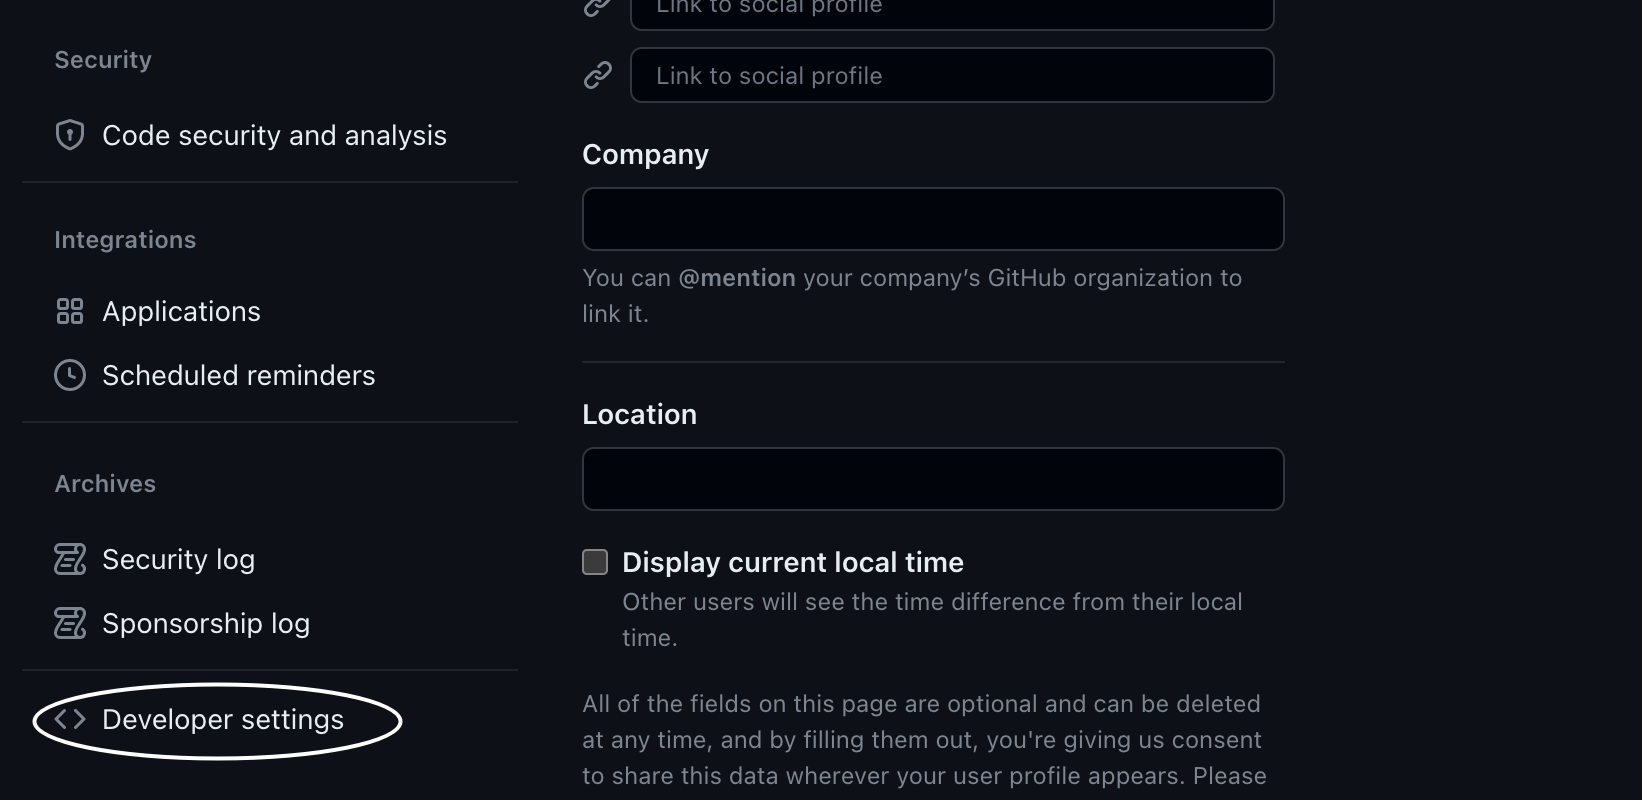 Security
Code security and analysis
Integrations
Applications
Scheduled reminders
Archives
Security log
Sponsorship log
Developer settings
Link to social profile
Link to social profile
Company
You can @mention your company’s GitHub organization to
link it.
Location
Display current local time
Other users will see the time difference from their local
time.
All of the fields on this page are optional and can be deleted
at any time, and by filling them out, you're giving us consent
to share this data wherever your user profile appears. Please